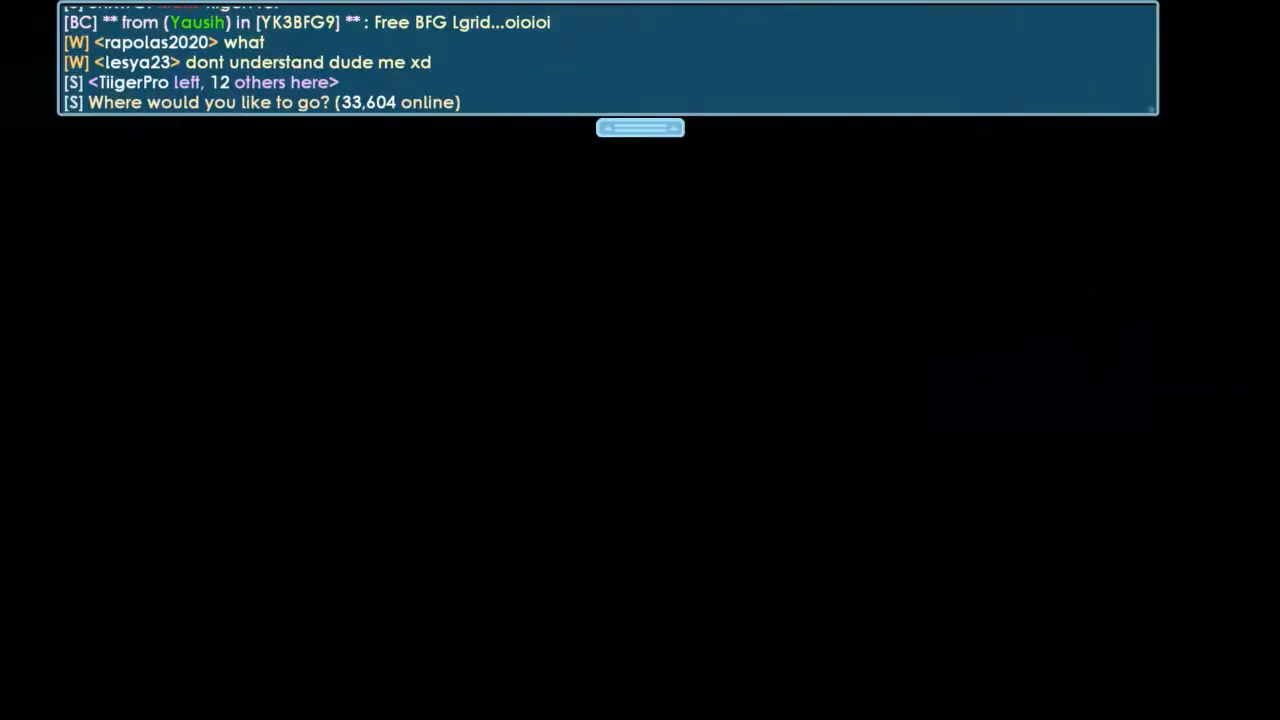 [BC] ** from (Yausih) in [YK3BFG9] ** : Free BFG Lgrid...oioioi
[W] <rapolas2020> what
[W] <lesya23> dont understand dude me xd
[S] <TiigerPro left, 12 others here>
[S] Where would you like to go? (33,604 online)